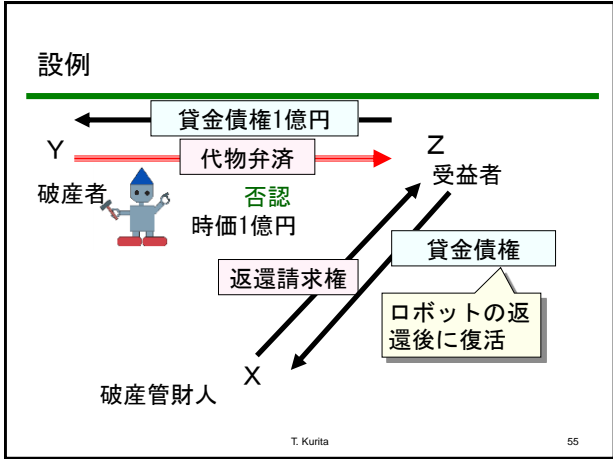 設例
貸金債権1億円
Y
代物弁済
Z
受益者
破産者
否認
時価1億円
貸金債権
返還請求権
ロボットの返
還後に復活
X
破産管財人
T. Kurita
55